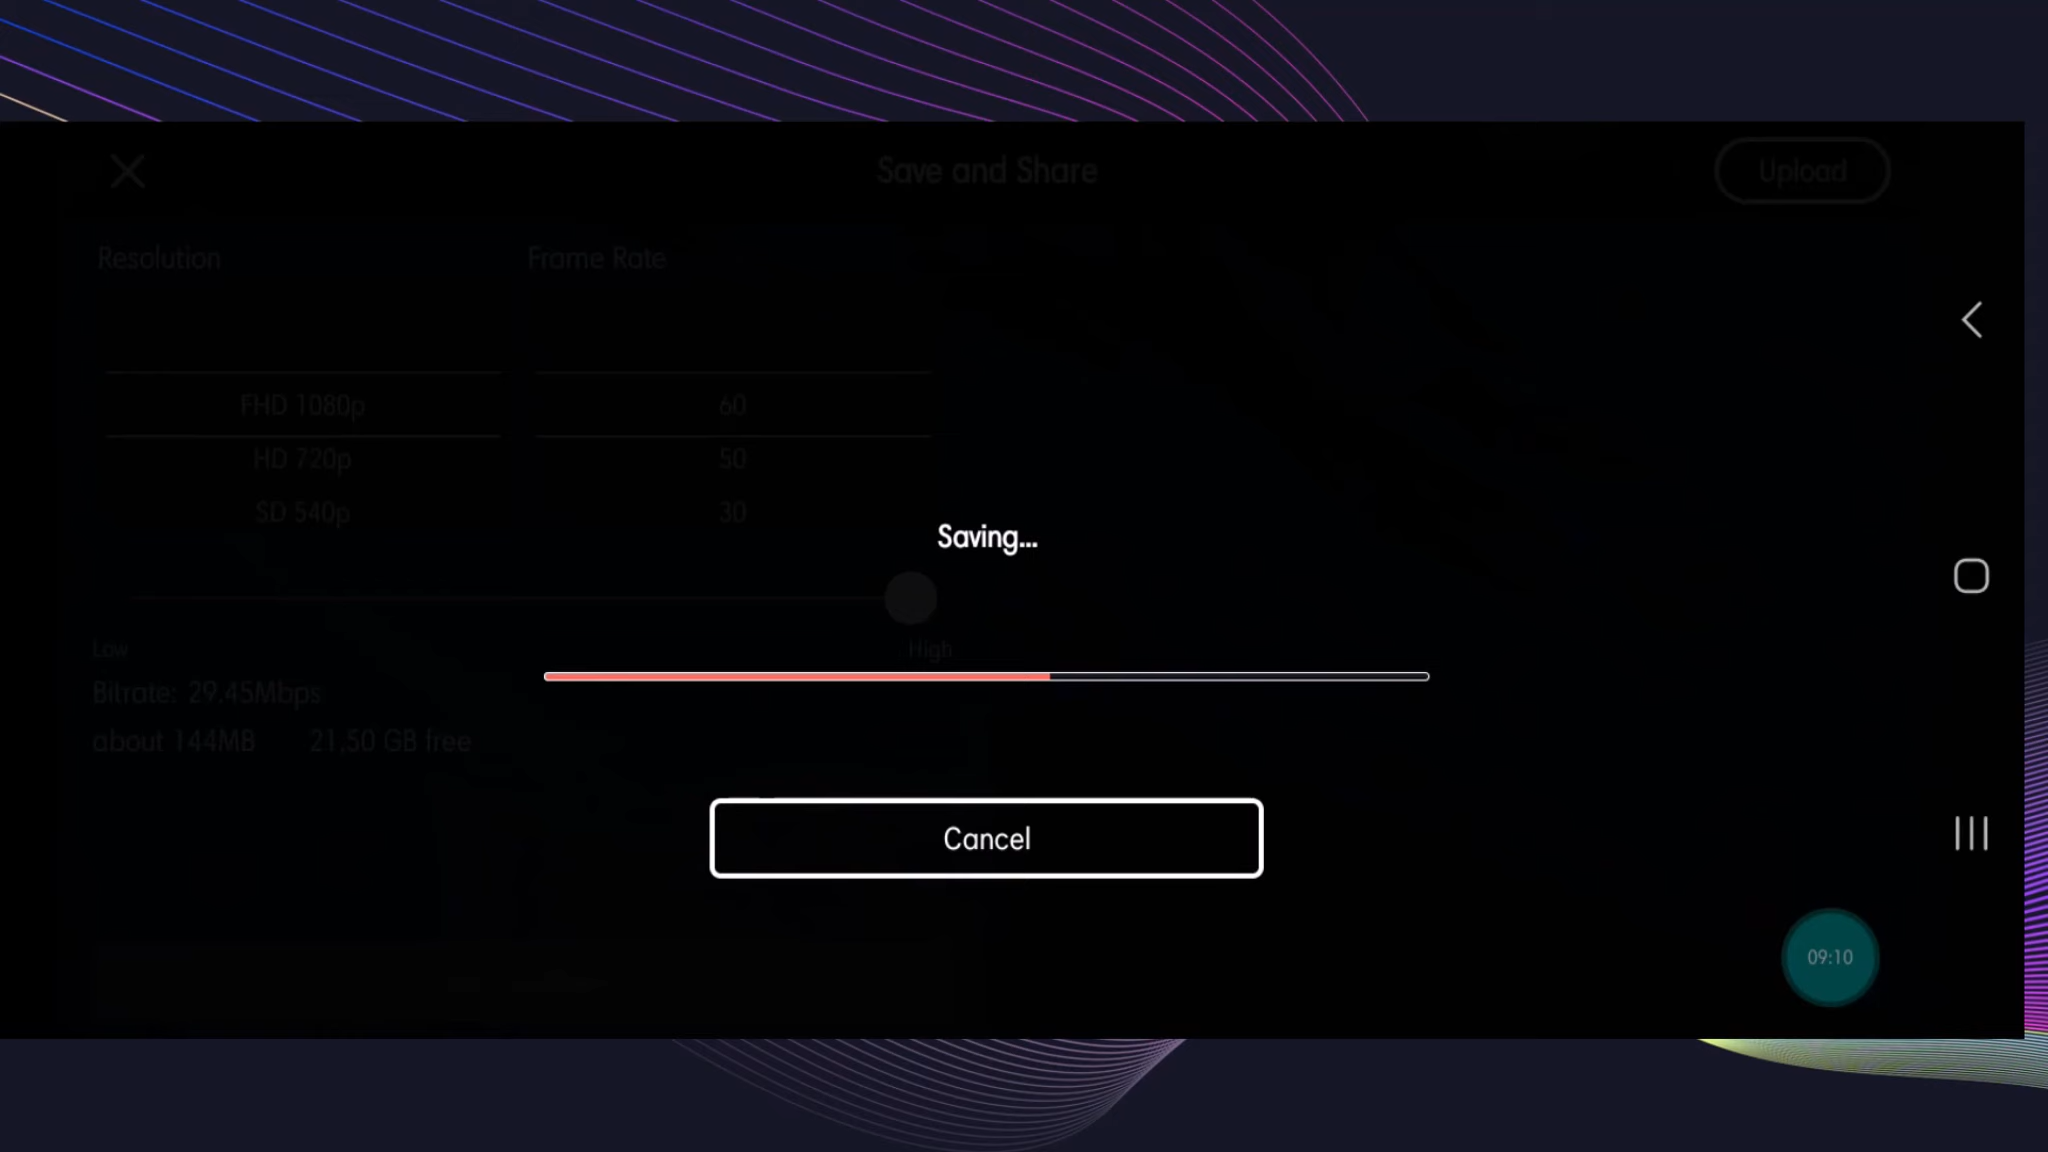 Save and Share
Upload
Resolution
Frame Rate
FHD 1080p
60
HD 720p
50
SD 540p
30
Saving...
Low
High
Bitrate: 29.45Mbps
about 144MB 21,50 GB free
Cancel
09:10